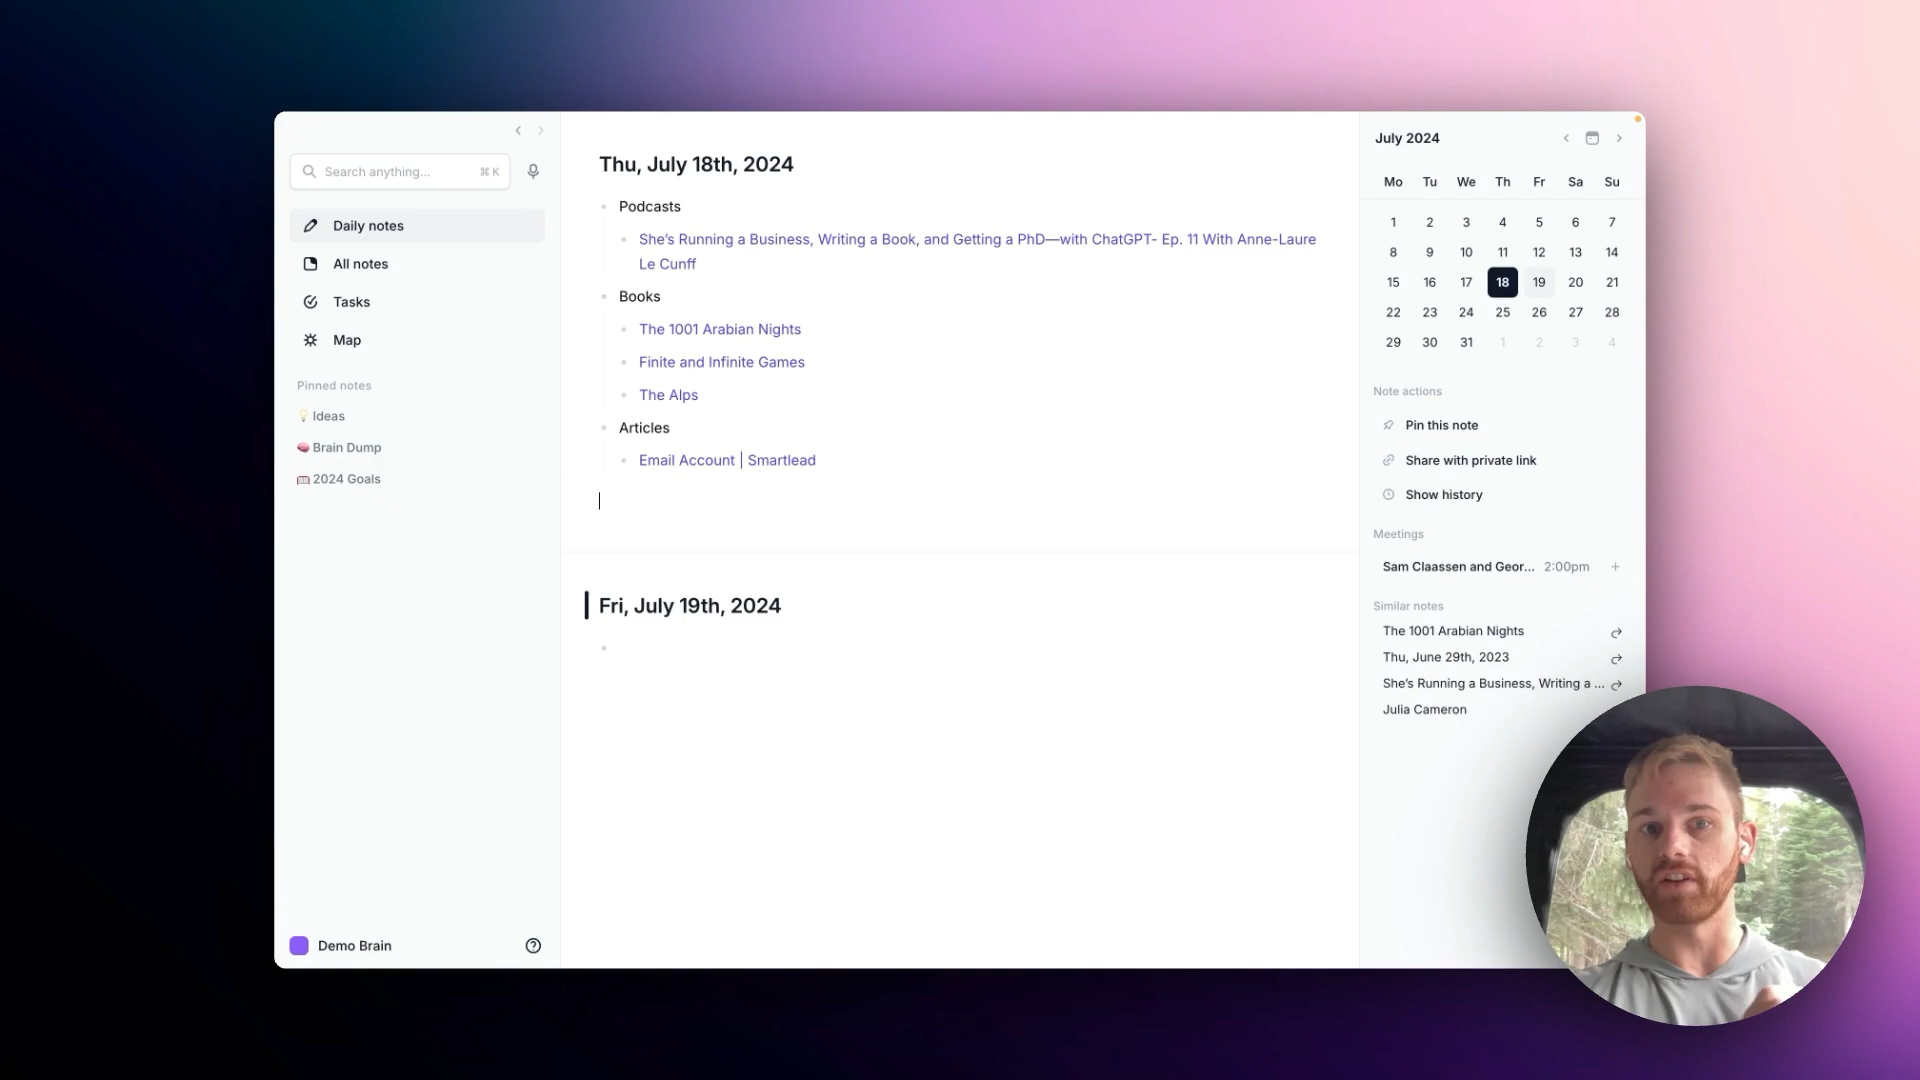 Search anything...
⌘ K
Daily notes
All notes
Tasks
Map
Pinned notes
Ideas
Brain Dump
2024 Goals
Demo Brain
Thu, July 18th, 2024
Podcasts
She’s Running a Business, Writing a Book, and Getting a PhD—with ChatGPT- Ep. 11 With Anne-Laure
Le Cunff
Books
The 1001 Arabian Nights
Finite and Infinite Games
The Alps
Articles
Email Account | Smartlead
Fri, July 19th, 2024
July 2024
Mo Tu We Th Fr Sa Su
1 2 3 4 5 6 7
8 9 10 11 12 13 14
15 16 17 18 19 20 21
22 23 24 25 26 27 28
29 30 31 1 2 3 4
Note actions
Pin this note
Share with private link
Show history
Meetings
Sam Claassen and Geor... 2:00pm
Similar notes
The 1001 Arabian Nights
Thu, June 29th, 2023
She’s Running a Business, Writing a ...
Julia Cameron